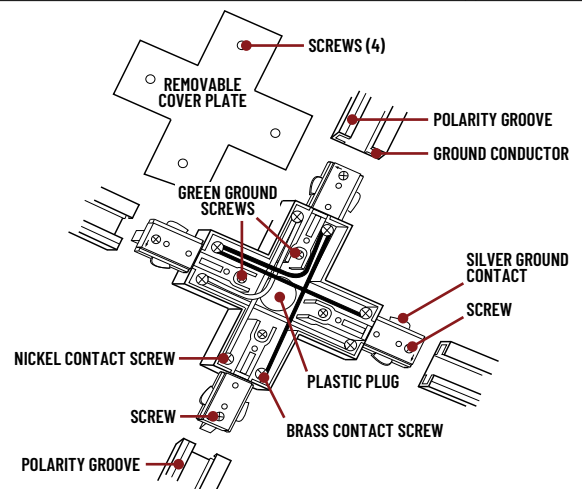 SCREWS (4)
REMOVABLE
COVER PLATE
POLARITY GROOVE
GROUND CONDUCTOR
GREEN GROUND
SCREWS
SILVER GROUND
CONTACT
SCREW
NICKEL CONTACT SCREW
PLASTIC PLUG
SCREW
BRASS CONTACT SCREW
POLARITY GROOVE